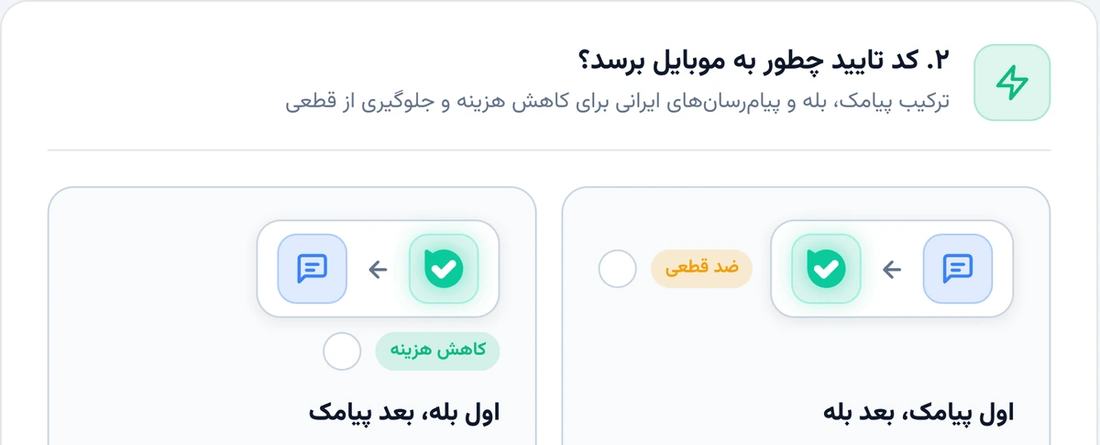 ۲. کد تایید چطور به موبایل برسد؟
ترکیب پیامک، بله و پیام‌رسان‌های ایرانی برای کاهش هزینه و جلوگیری از قطعی
ضد قطعی
اول پیامک، بعد بله
کاهش هزینه
اول بله، بعد پیامک